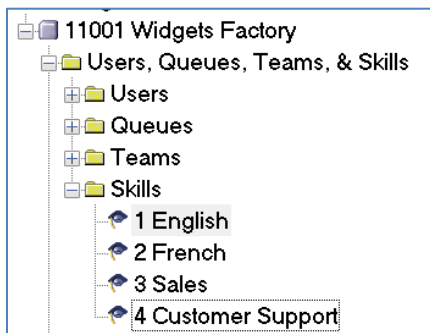 11001 Widgets Factory
Users, Queues, Teams, & Skills
Users
Queues
Teams
Skills
1 English
2 French
3 Sales
4 Customer Support